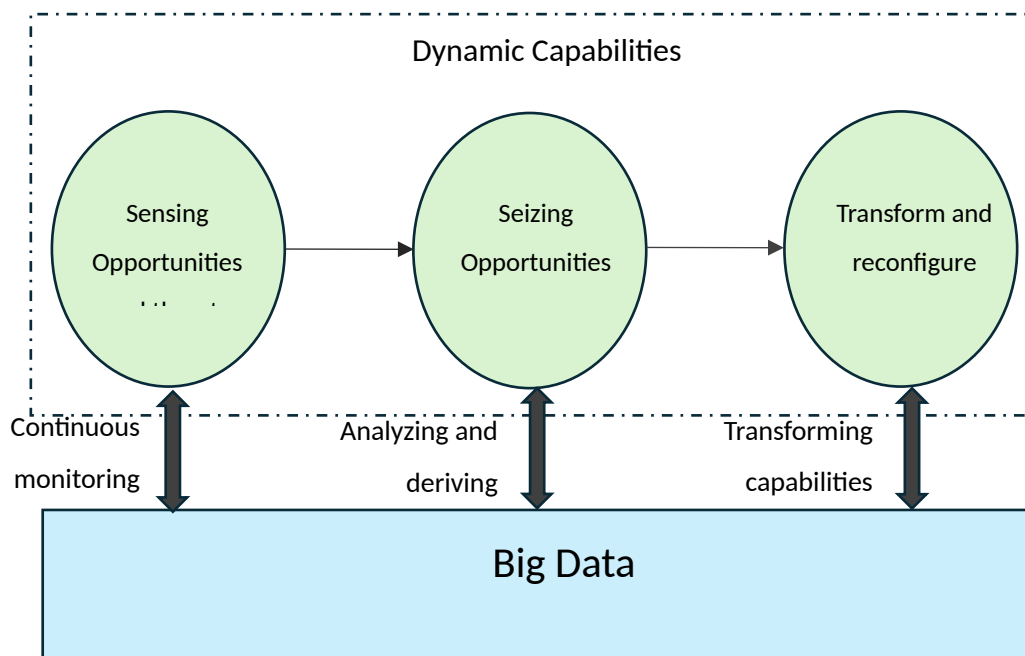 Dynamic Capabilities
Sensing
Opportunities
Seizing
Opportunities
Transform and
reconfigure
Continuous
monitoring
Analyzing and
deriving
Transforming
capabilities
Big Data